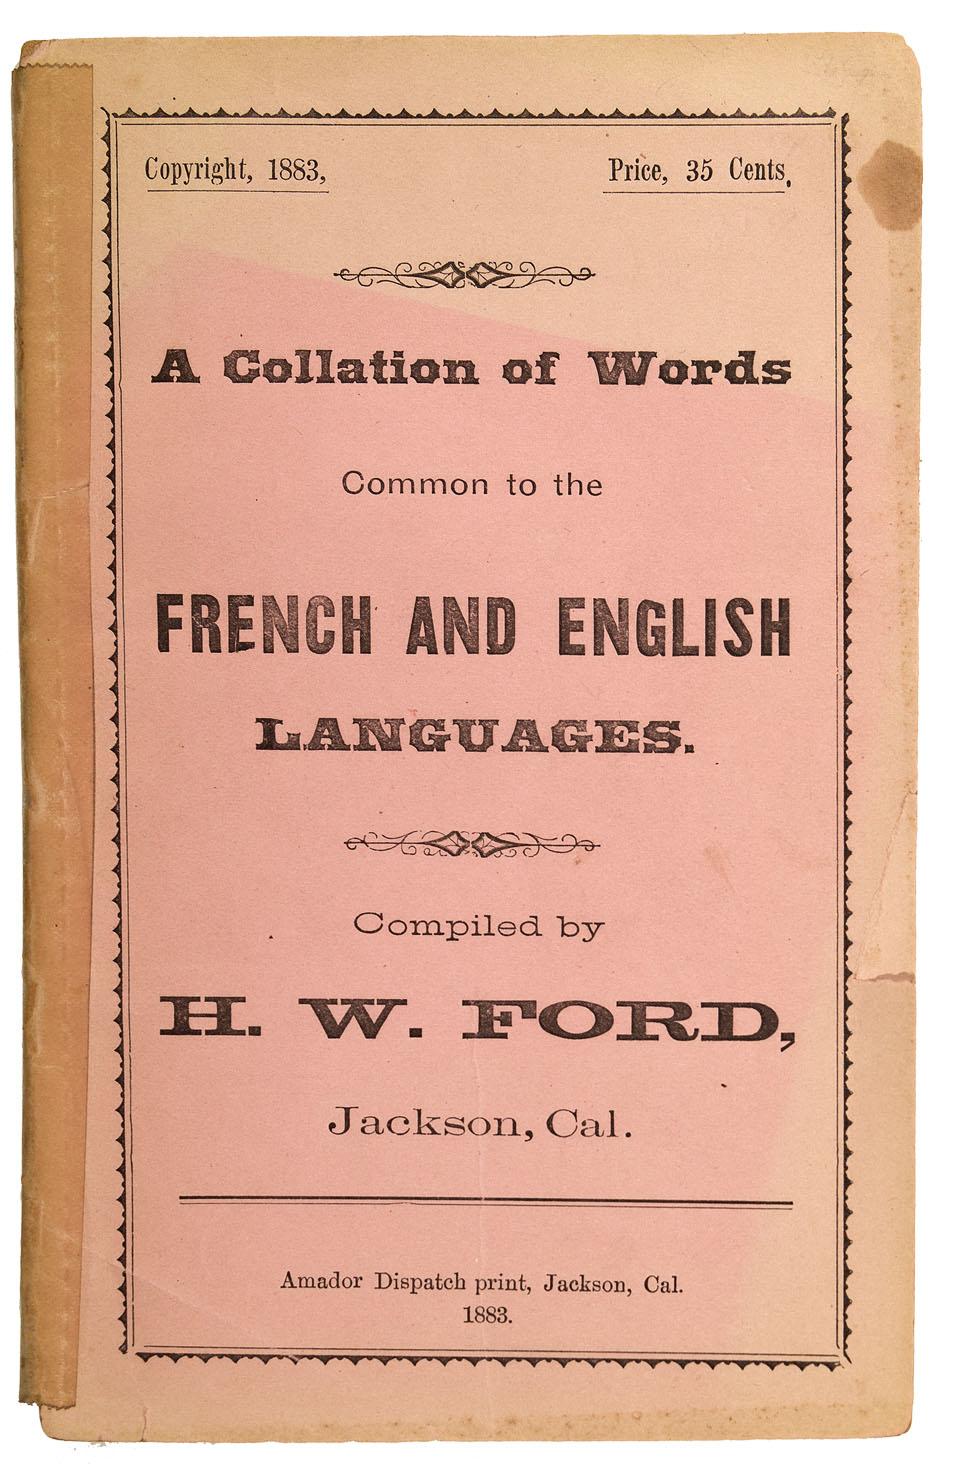 Copyright, 1883,
Price, 35 Cents.
A Collation of Words
Common to the
FRENCH AND ENGLISH
LANGUAGES.
Compiled by
H. W. FORD,
Jackson, Cal.
Amador Dispatch print, Jackson, Cal.
1883.